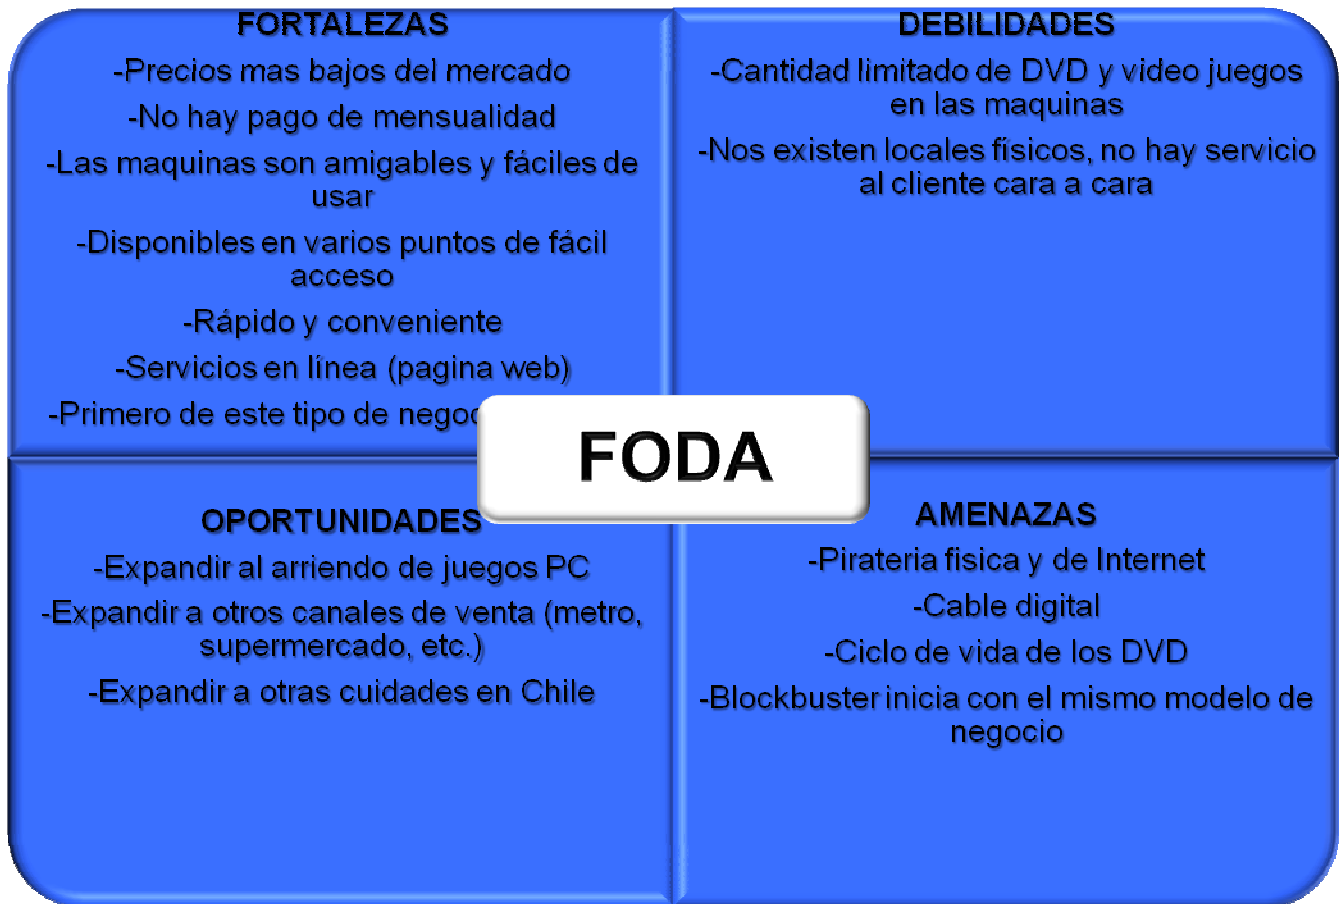 FORTALEZAS
-Precios mas bajos del mercado
-No hay pago de mensualidad
-Las maquinas son amigables y fáciles de
usar
-Disponibles en varios puntos de fácil
acceso
-Rápido y conveniente
-Servicios en línea (pagina web)
-Primero de este tipo de
DEBILIDADES
-Cantidad limitado de DVD y video juegos
en las maquinas
-Nos existen locales físicos, no hay servicio
al cliente cara a cara
FODA
OPORTUNIDADES
-Expandir al arriendo de juegos PC
-Expandir a otros canales de venta (metro,
supermercado, etc.)
-Expandir a otras cuidades en Chile
AMENAZAS
-Pirateria fisica y de Internet
-Cable digital
-Ciclo de vida de los DVD
-Blockbuster inicia con el mismo modelo de
negocio